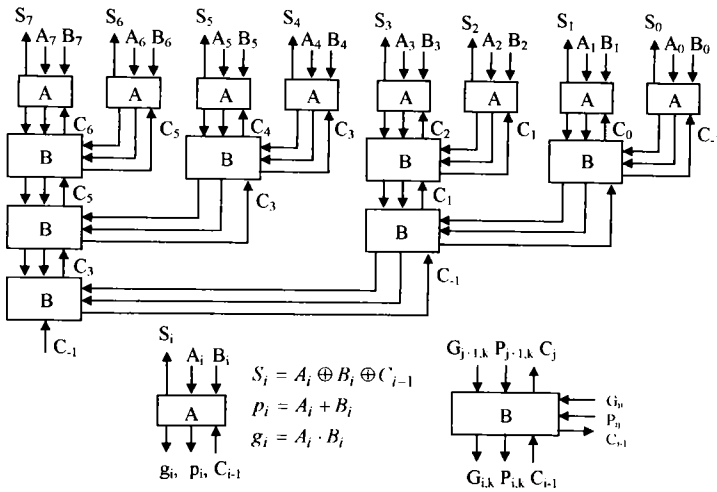 S7 S6 S5 S4 S3 S2 S1 S0
A7 B7 A6 B6 A5 B5 A4 B4 A3 B3 A2 B2 A1 B1 A0 B0
A A A A A A A A
C6 C5 C4 C3 C2 C1 C0 C-
B B B B
C5 C3 C1
B B
C3 C-1
B
C-1
Si
Ai Bi
A
gi, pi, Ci-1
Si = Ai ⊕ Bi ⊕ Ci−1
pi = Ai + Bi
gi = Ai · Bi
Gj+1,k Pj+1,k Cj
B
Ci-1
Gi,k Pi,k Ci-1